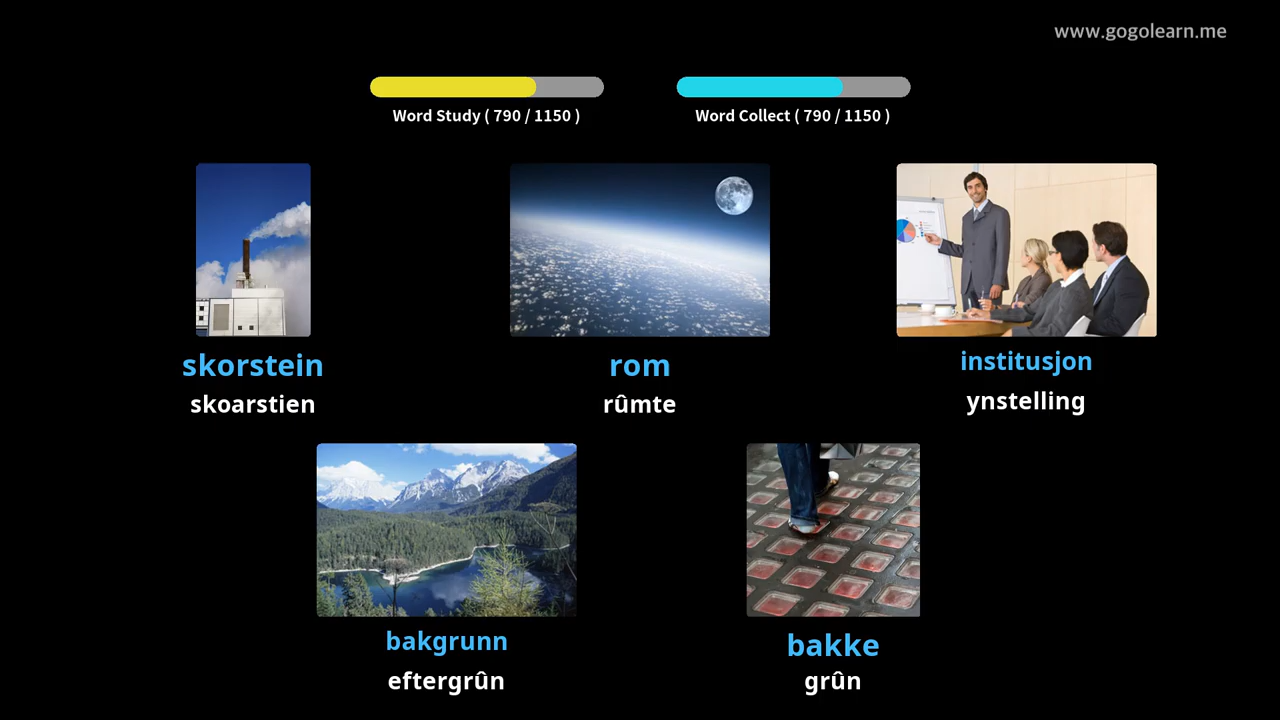 www.gogolearn.me
Word Study ( 790 / 1150 )
Word Collect ( 790 / 1150 )
skorstein
skoarstien
rom
rûmte
institusjon
ynstelling
bakgrunn
eftergrûn
bakke
grûn